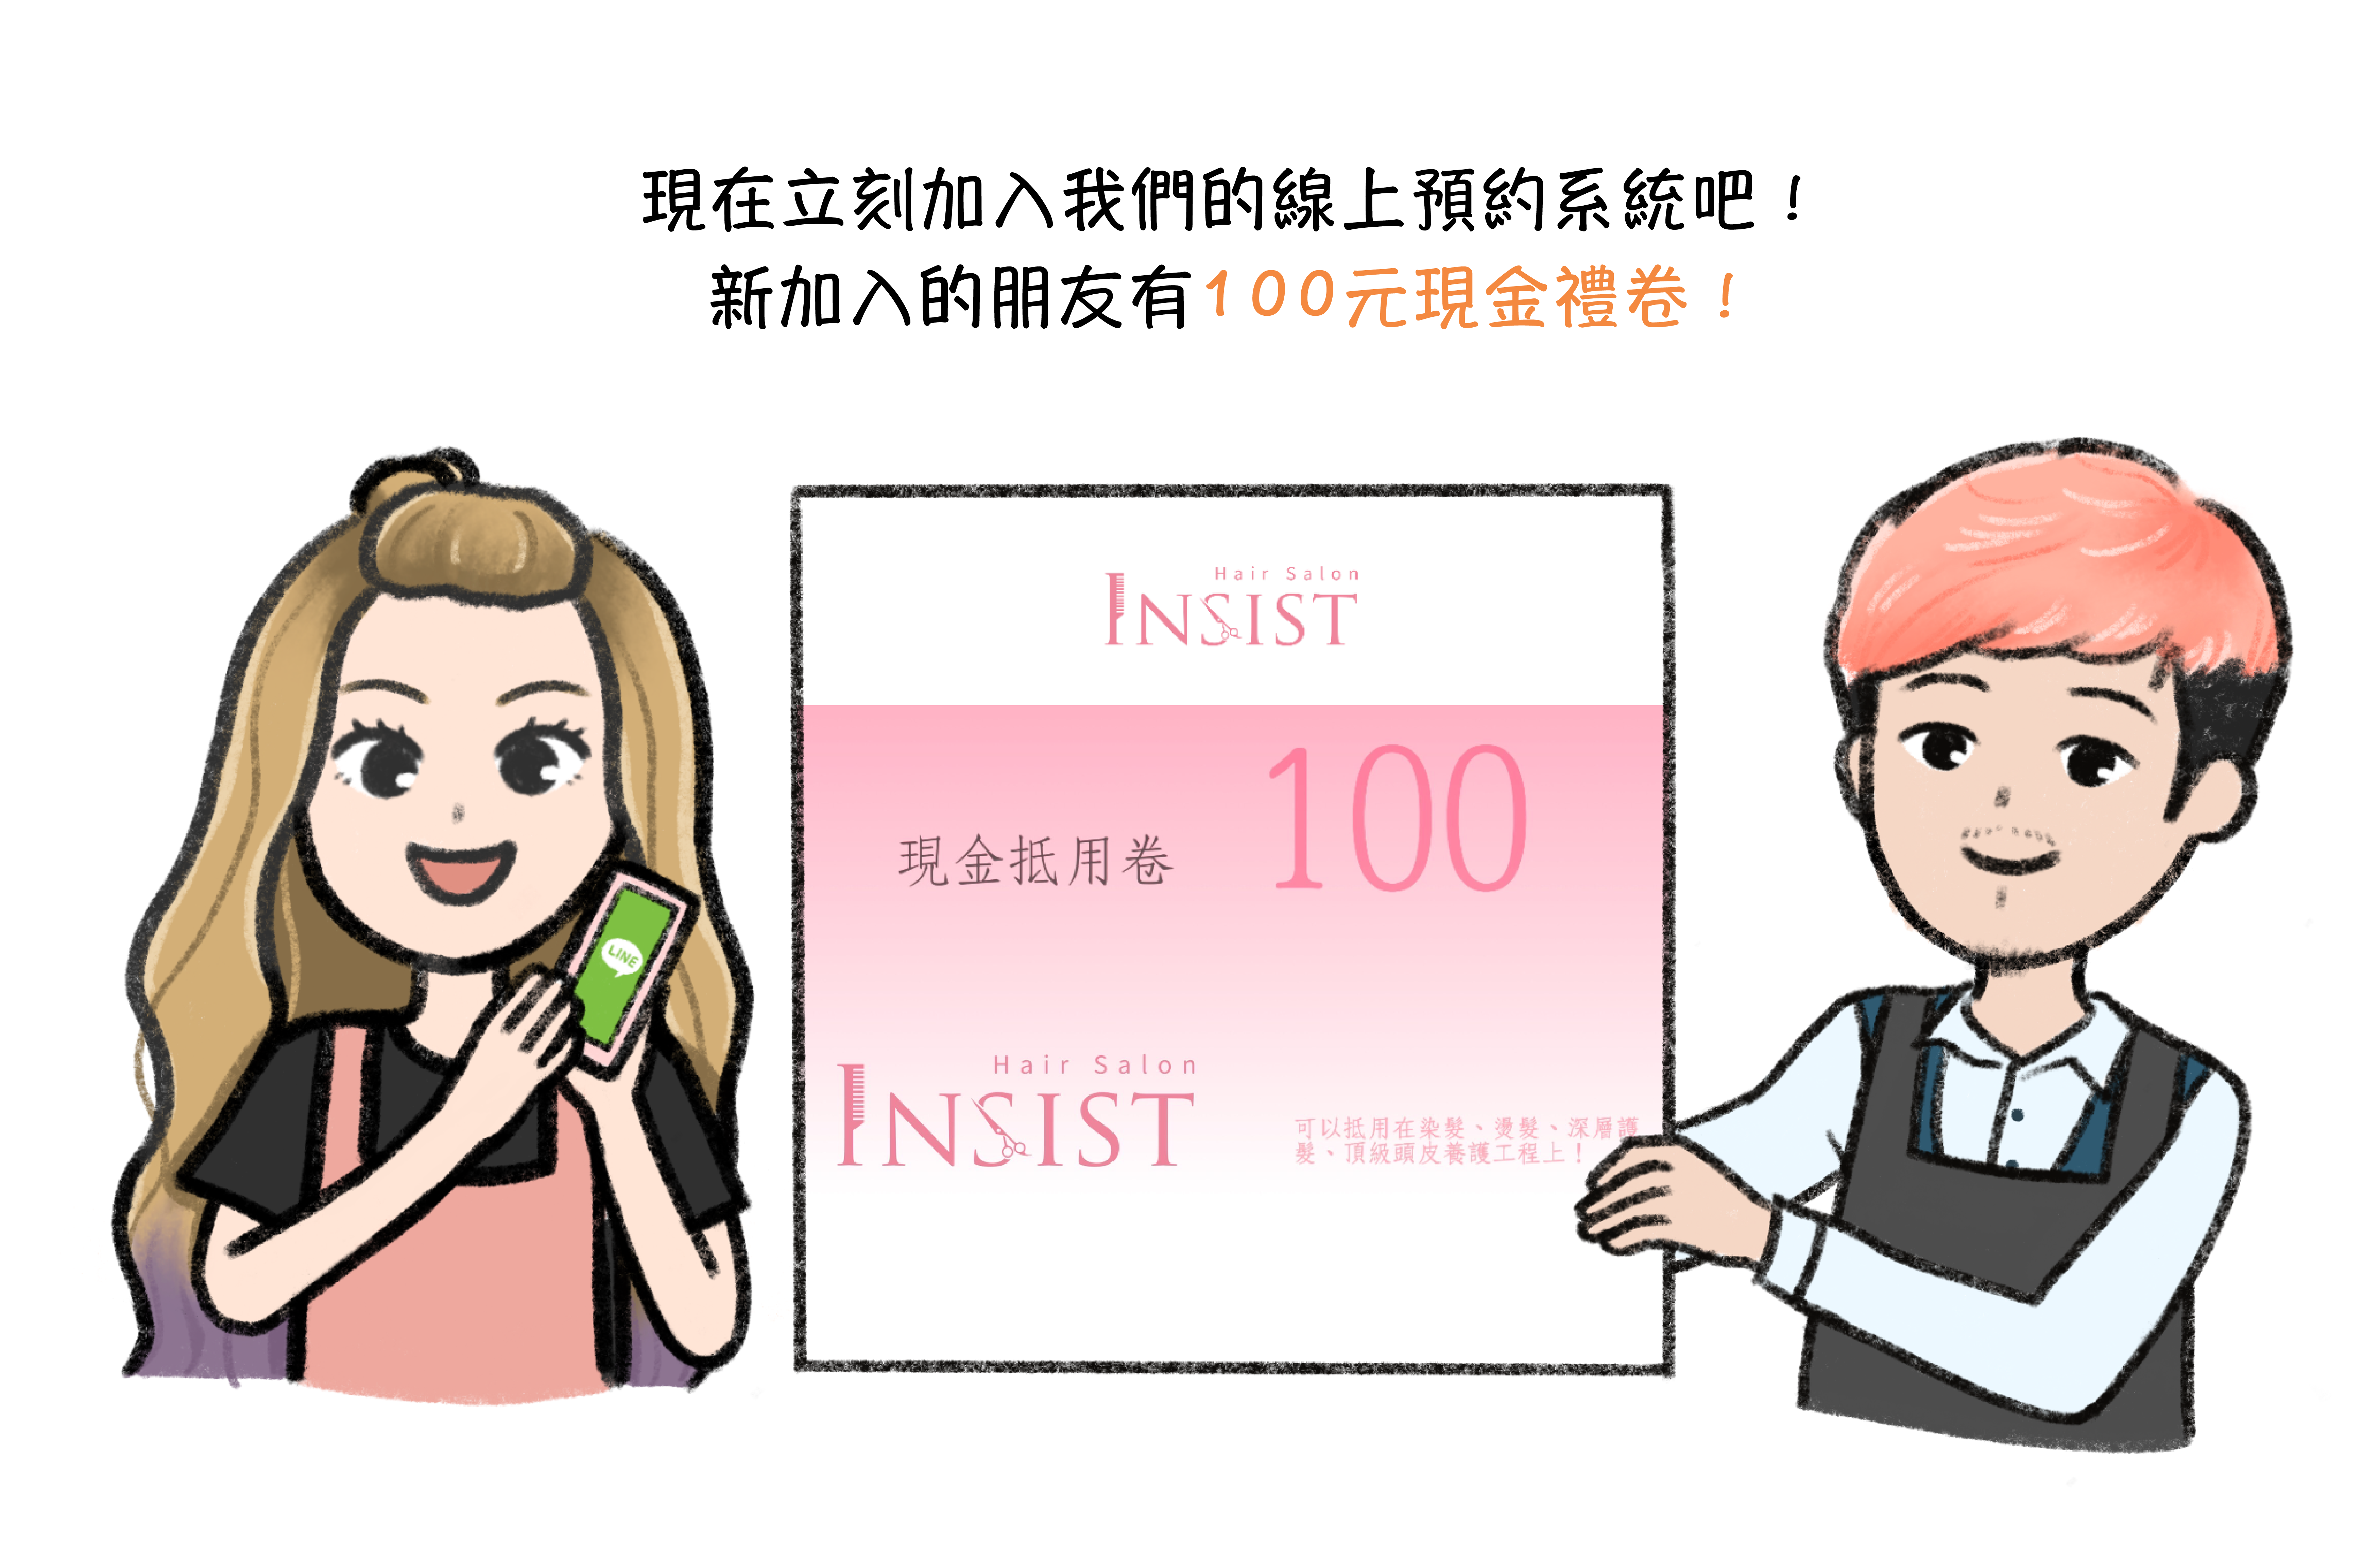 現在立刻加入我們的線上預約系統吧！
新加入的朋友有100元現金禮卷！
Hair Salon
INSIST
100
現金抵用卷
LINE
Hair Salon
INSIST
可以抵用在染髮、燙髮、深層護
髮、頂級頭皮養護工程上！